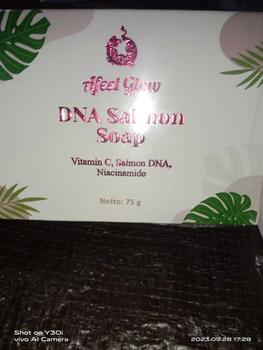 Afeel Glow
DNA Salmon
Soap
Vitamin C, Salmon DNA,
Niacinamide
Netto: 75 g
Shot on Y30i
vivo AI Camera
2023.09.28 17:28